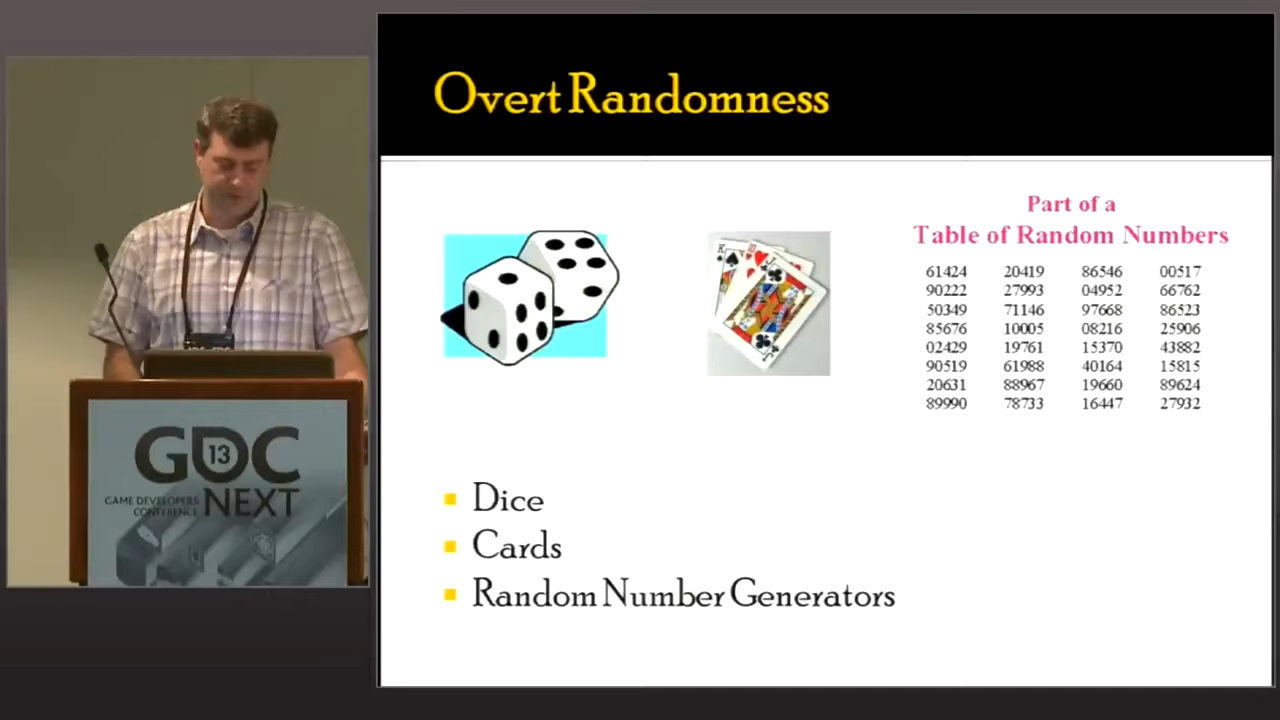 Overt Randomness
Part of a
Table of Random Numbers
61424 20419 86546 00517
90222 27993 04952 66762
50349 71146 97668 86523
85676 10005 08216 25906
02429 19761 15370 43882
90519 61988 40164 15815
20631 88967 19660 89624
89990 78733 16447 27932
Dice
Cards
Random Number Generators
GDC
13
GAME DEVELOPERS
CONFERENCE
NEXT